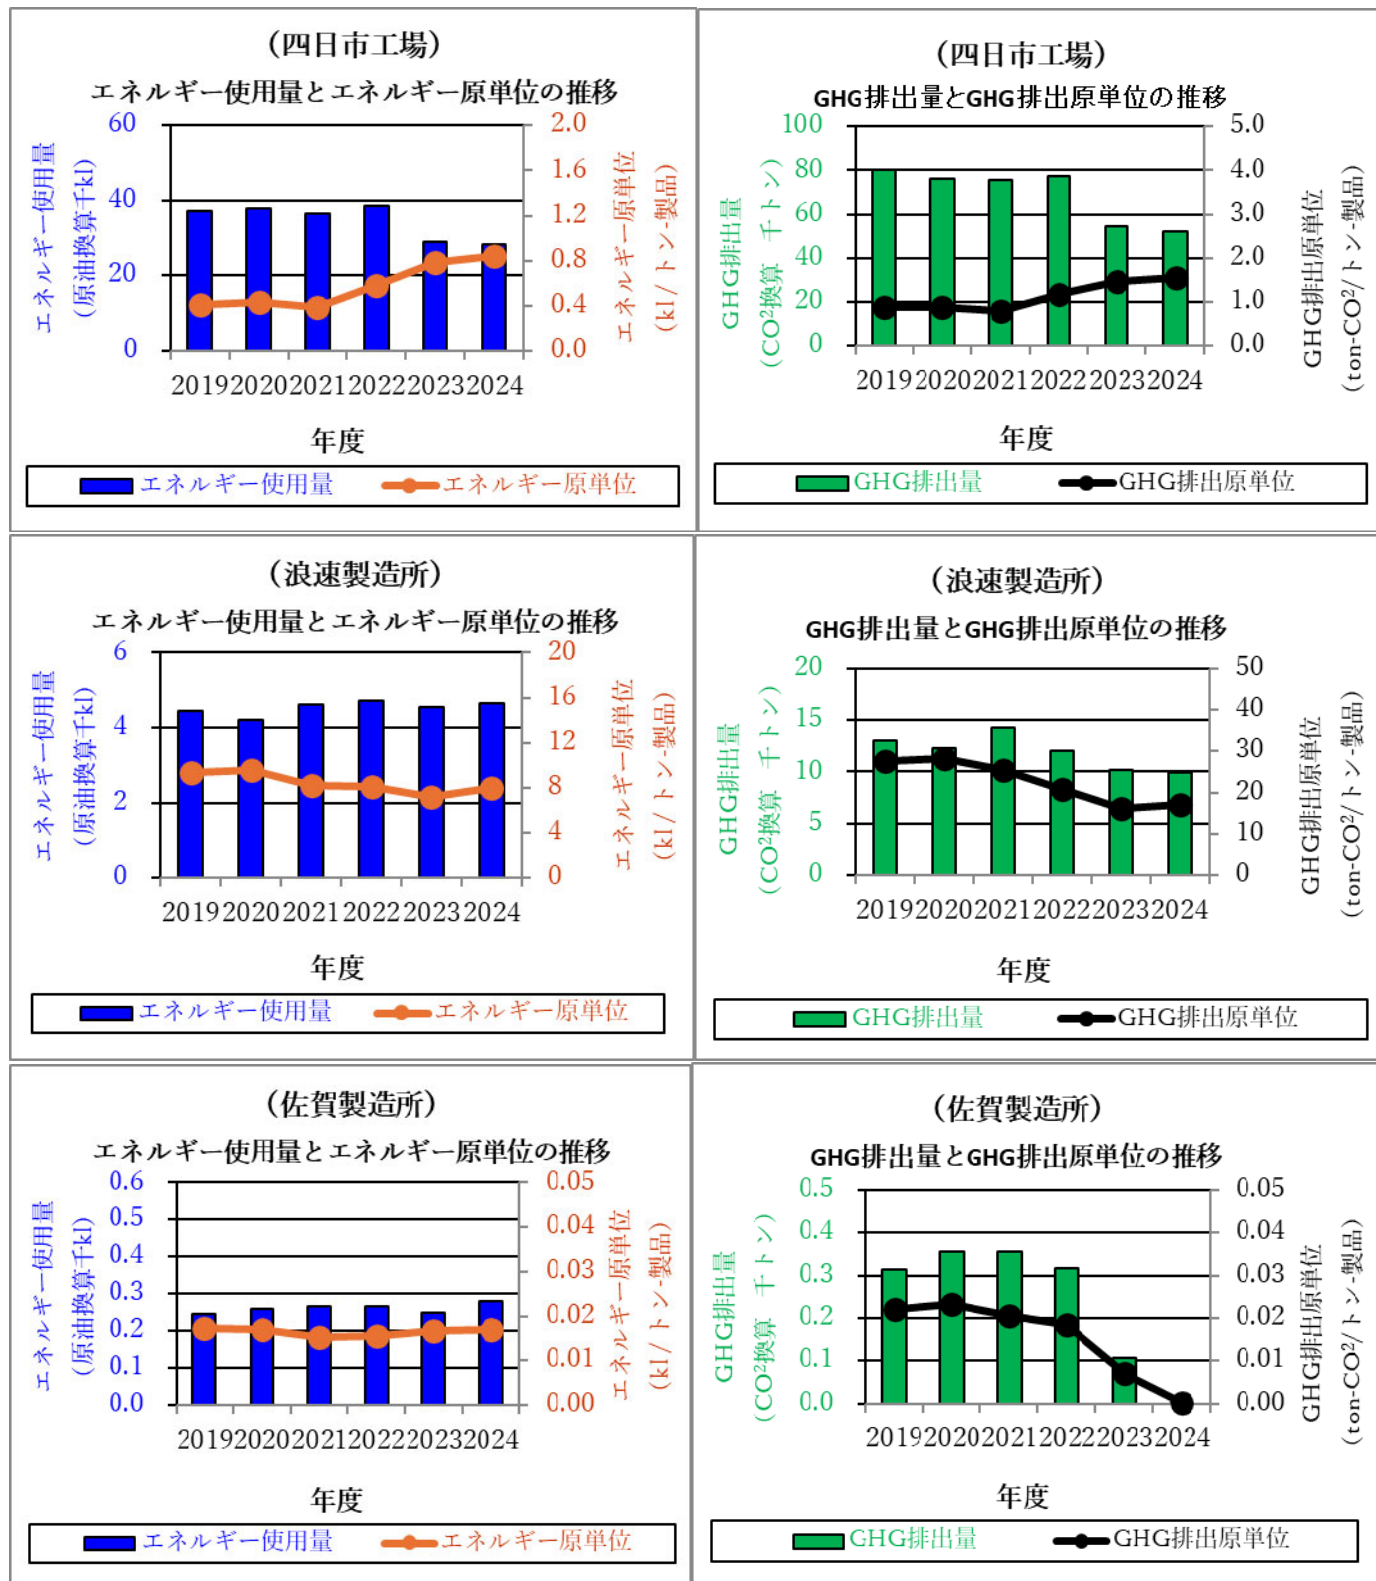 （四日市工場）
エネルギー使用量とエネルギー原単位の推移
エネルギー使用量
（原油換算千kl）
60
40
20
0
2.0
1.6
1.2
0.8
0.4
0.0
エネルギー原単位
（kl / トン-製品）
2019 2020 2021 2022 2023 2024
年度
エネルギー使用量 エネルギー原単位
（四日市工場）
GHG排出量とGHG排出原単位の推移
GHG排出量
（CO²換算　千トン）
100
80
60
40
20
0
5.0
4.0
3.0
2.0
1.0
0.0
GHG排出原単位
（ton-CO²/トン-製品）
2019 2020 2021 2022 2023 2024
年度
GHG排出量 GHG排出原単位
（浪速製造所）
エネルギー使用量とエネルギー原単位の推移
エネルギー使用量
（原油換算千kl）
6
4
2
0
20
16
12
8
4
0
エネルギー原単位
（kl / トン-製品）
2019 2020 2021 2022 2023 2024
年度
エネルギー使用量 エネルギー原単位
（浪速製造所）
GHG排出量とGHG排出原単位の推移
GHG排出量
（CO²換算　千トン）
20
15
10
5
0
50
40
30
20
10
0
GHG排出原単位
（ton-CO²/トン-製品）
2019 2020 2021 2022 2023 2024
年度
GHG排出量 GHG排出原単位
（佐賀製造所）
エネルギー使用量とエネルギー原単位の推移
エネルギー使用量
（原油換算千kl）
0.6
0.5
0.4
0.3
0.2
0.1
0.0
0.05
0.04
0.03
0.02
0.01
0.00
エネルギー原単位
（kl / トン-製品）
2019 2020 2021 2022 2023 2024
年度
エネルギー使用量 エネルギー原単位
（佐賀製造所）
GHG排出量とGHG排出原単位の推移
GHG排出量
（CO²換算　千トン）
0.5
0.4
0.3
0.2
0.1
0.0
0.05
0.04
0.03
0.02
0.01
0.00
GHG排出原単位
（ton-CO²/トン-製品）
2019 2020 2021 2022 2023 2024
年度
GHG排出量 GHG排出原単位